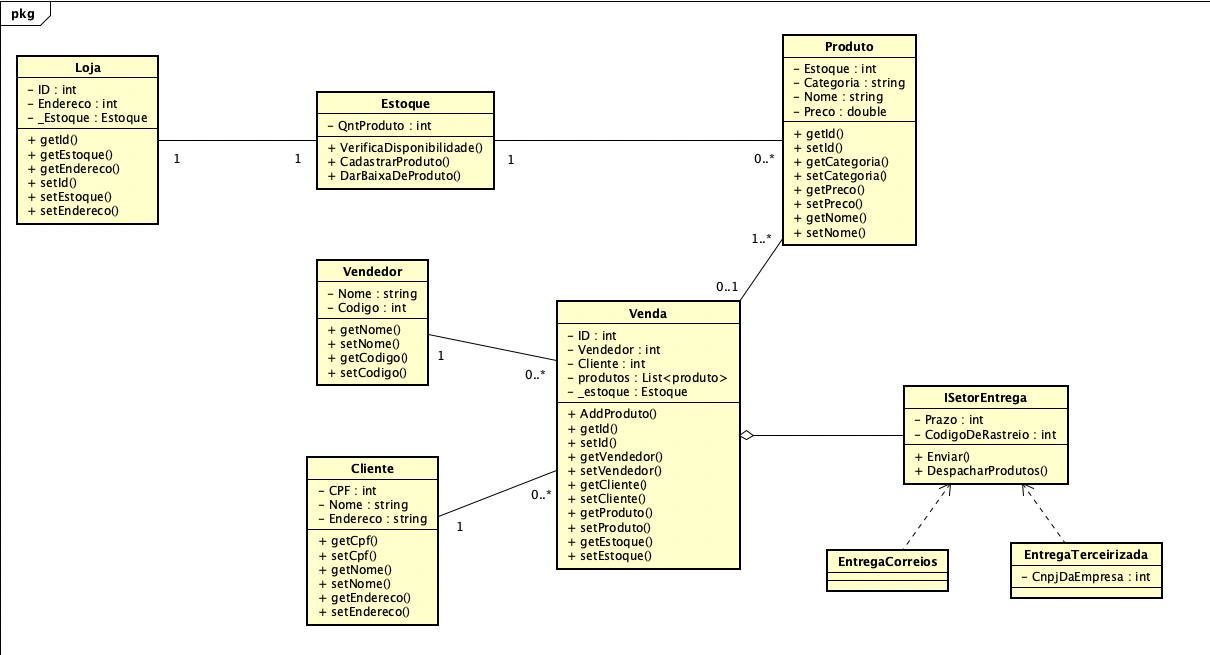 pkg
Loja
- ID : int
- Endereco : int
- _Estoque : Estoque
+ getId()
+ getEstoque()
+ getEndereco()
+ setId()
+ setEstoque()
+ setEndereco()
1
1
Estoque
- QntProduto : int
+ VerificaDisponibilidade()
+ CadastrarProduto()
+ DarBaixaDeProduto()
1
0..*
Produto
- Estoque : int
- Categoria : string
- Nome : string
- Preco : double
+ getId()
+ setId()
+ getCategoria()
+ setCategoria()
+ getPreco()
+ setPreco()
+ getNome()
+ setNome()
1..*
0..1
Vendedor
- Nome : string
- Codigo : int
+ getNome()
+ setNome()
+ getCodigo()
+ setCodigo()
1
0..*
Venda
- ID : int
- Vendedor : int
- Cliente : int
- produtos : List<produto>
- _estoque : Estoque
+ AddProduto()
+ getId()
+ setId()
+ getVendedor()
+ setVendedor()
+ getCliente()
+ setCliente()
+ getProduto()
+ setProduto()
+ getEstoque()
+ setEstoque()
Cliente
- CPF : int
- Nome : string
- Endereco : string
+ getCpf()
+ setCpf()
+ getNome()
+ setNome()
+ getEndereco()
+ setEndereco()
1
0..*
ISetorEntrega
- Prazo : int
- CodigoDeRastreio : int
+ Enviar()
+ DespacharProdutos()
EntregaCorreios
EntregaTerceirizada
- CnpjDaEmpresa : int